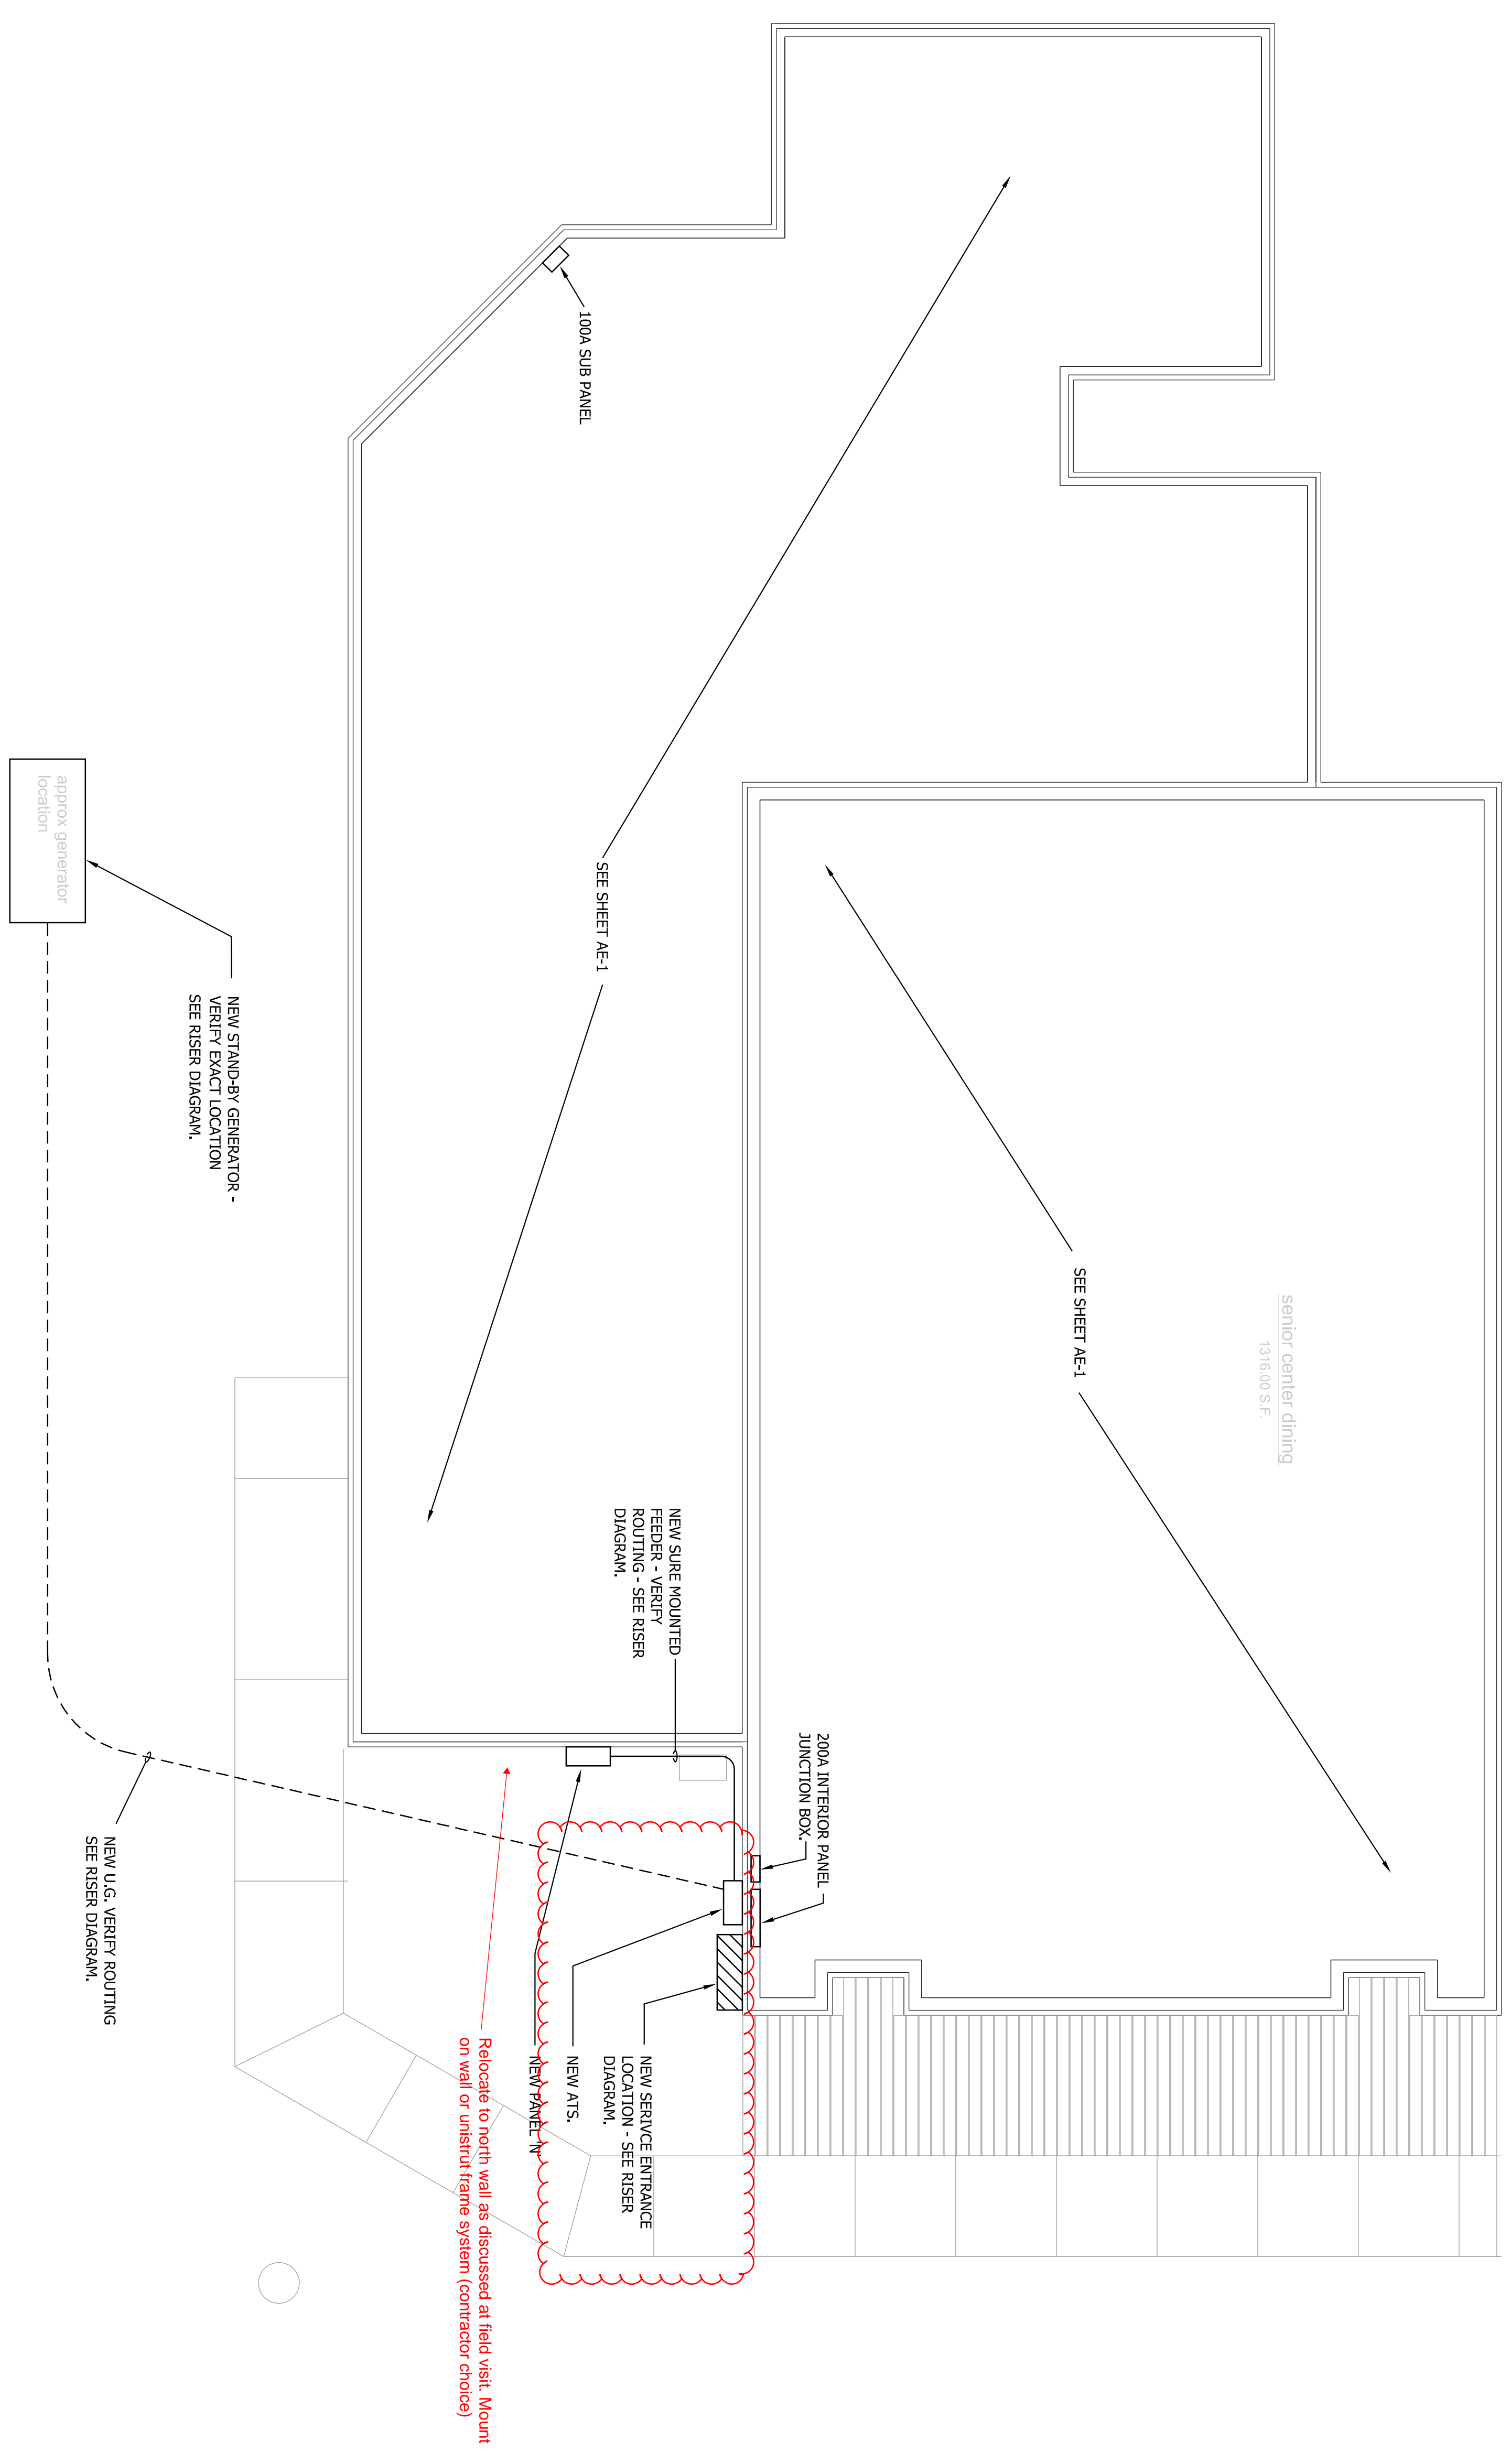 100A SUB PANEL
SEE SHEET AE-1
SEE SHEET AE-1
senior center dining
1316.00 S.F.
approx generator
location
NEW STAND-BY GENERATOR -
VERIFY EXACT LOCATION
SEE RISER DIAGRAM.
NEW SURE MOUNTED
FEEDER - VERIFY
ROUTING - SEE RISER
DIAGRAM.
200A INTERIOR PANEL
JUNCTION BOX.
NEW U.G. VERIFY ROUTING
SEE RISER DIAGRAM.
NEW SERIVCE ENTRANCE
LOCATION - SEE RISER
DIAGRAM.
NEW ATS.
NEW PANEL 'N'
Relocate to north wall as discussed at field visit. Mount
on wall or unistrut frame system (contractor choice)